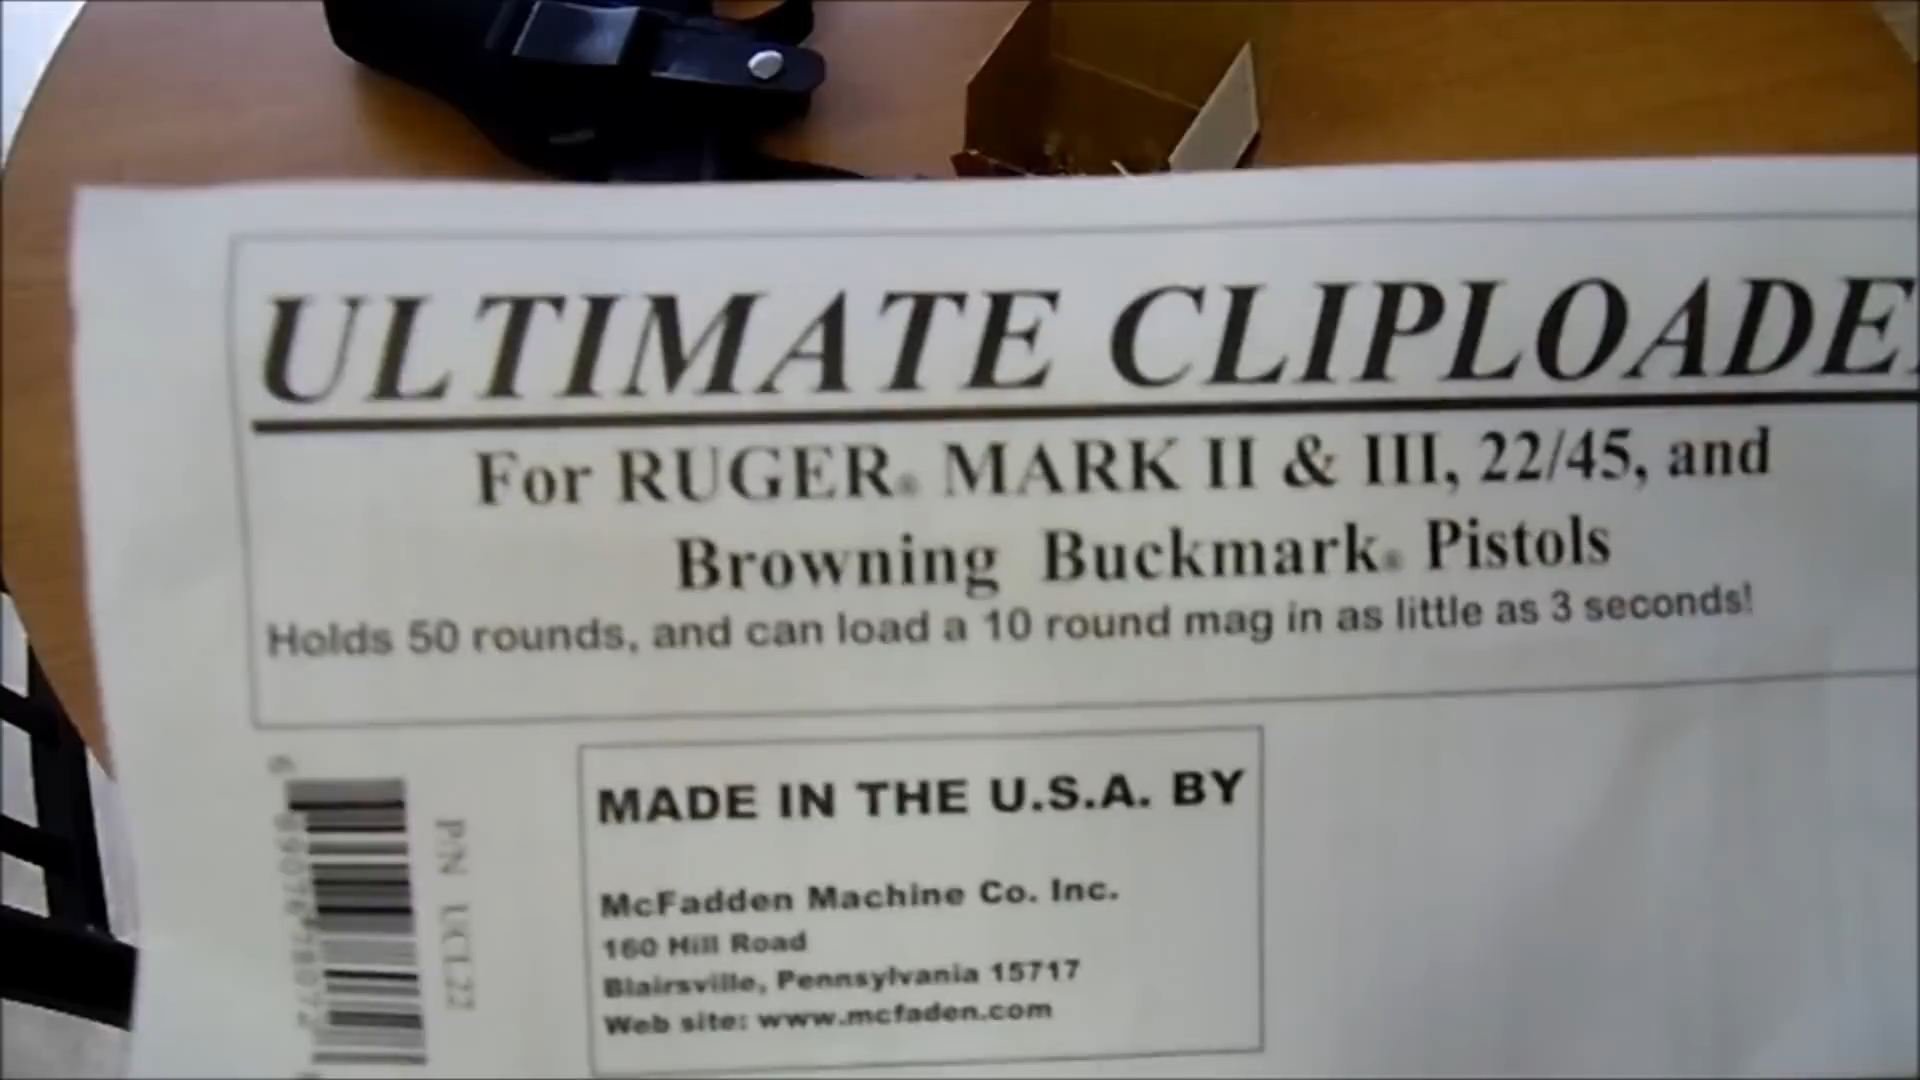 ULTIMATE CLIPLOADE
For RUGER® MARK II & III, 22/45, and
Browning Buckmark® Pistols
Holds 50 rounds, and can load a 10 round mag in as little as 3 seconds!
P/N UCL22
MADE IN THE U.S.A. BY
McFadden Machine Co. Inc.
160 Hill Road
Blairsville, Pennsylvania 15717
Web site: www.mcfaden.com